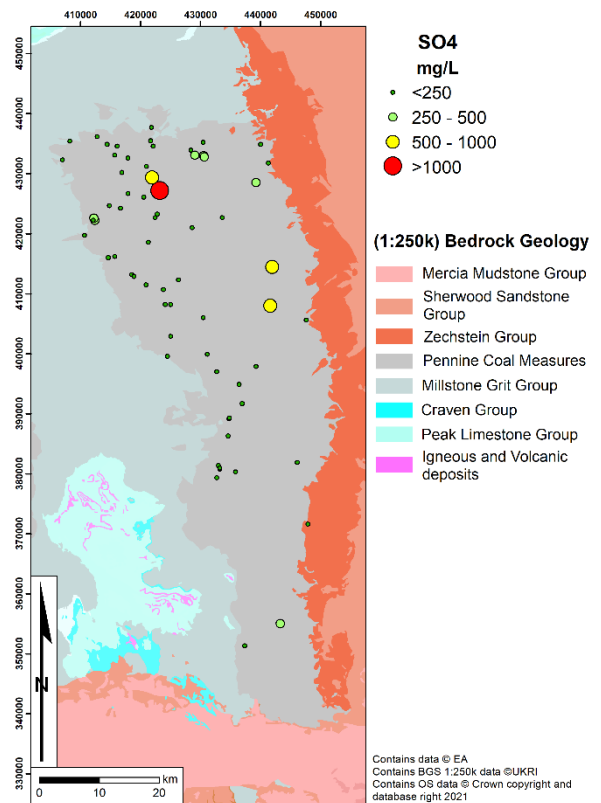 410000 420000 430000 440000 450000
450000
440000
430000
420000
410000
400000
390000
380000
370000
360000
350000
340000
330000
N
0 10 20
km
SO4
mg/L
<250
250 - 500
500 - 1000
>1000
(1:250k) Bedrock Geology
Mercia Mudstone Group
Sherwood Sandstone
Group
Zechstein Group
Pennine Coal Measures
Millstone Grit Group
Craven Group
Peak Limestone Group
Igneous and Volcanic
deposits
Contains data © EA
Contains BGS 1:250k data ©UKRI
Contains OS data © Crown copyright and
database right 2021